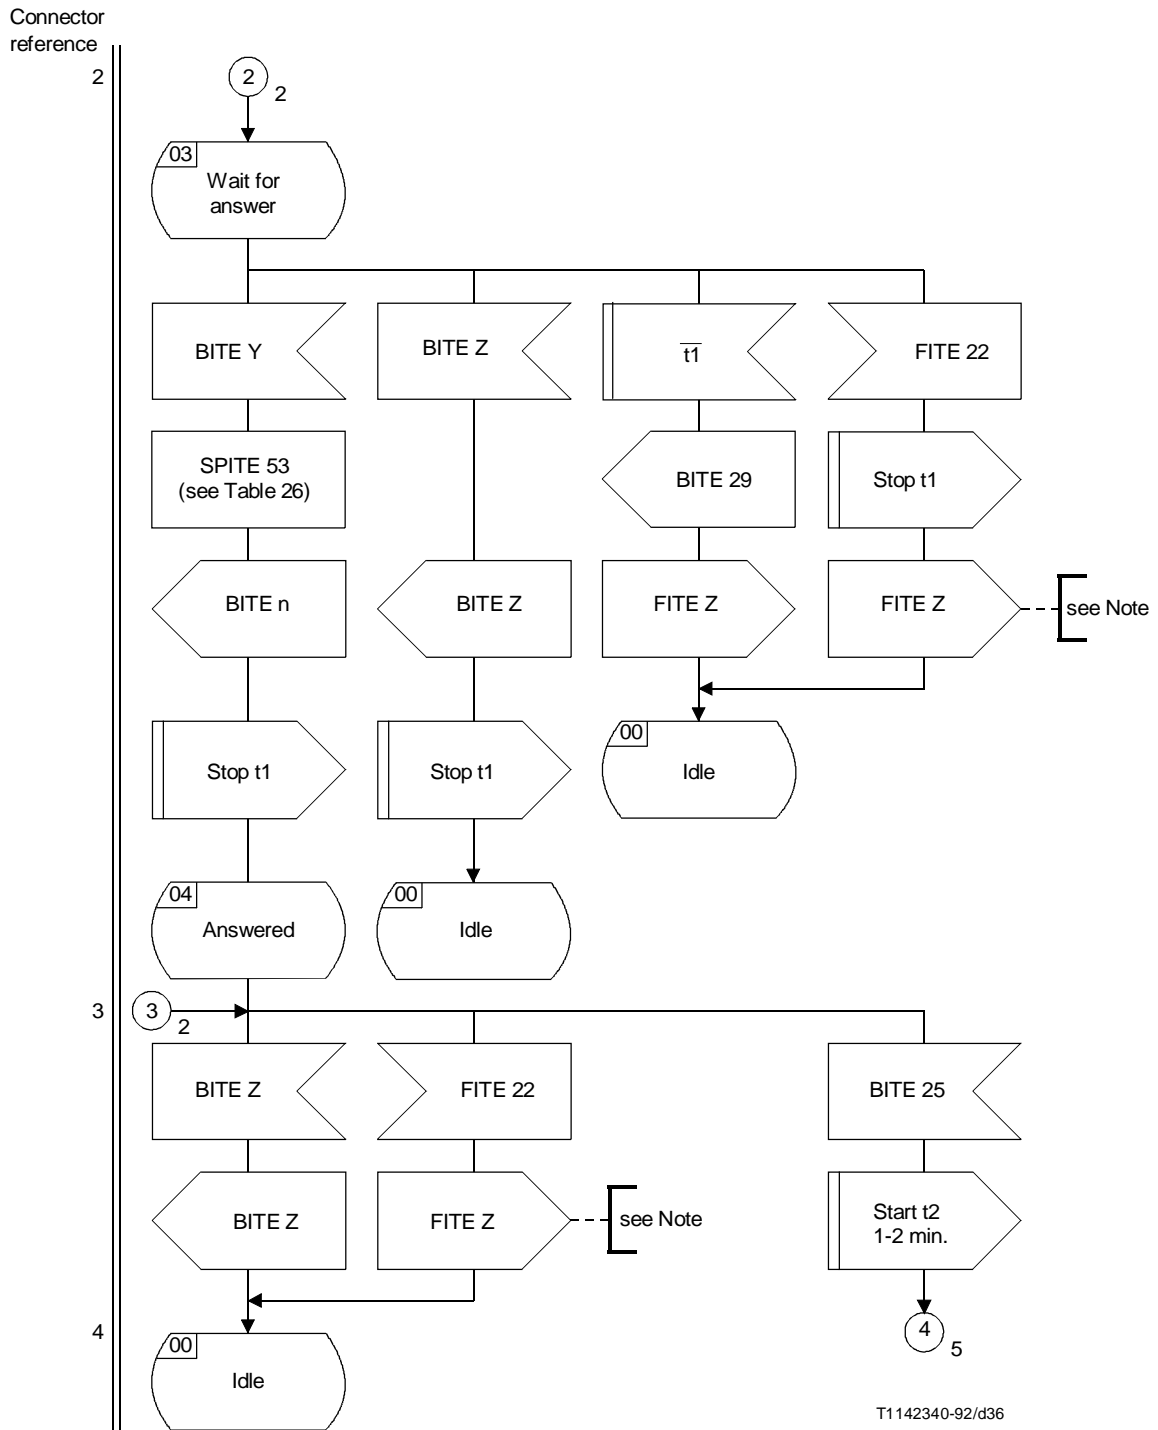 Connector
reference
2
2
2
03
Wait for
answer
BITE Y
BITE Z
t1
FITE 22
SPITE 53
(see Table 26)
BITE 29
Stop t1
BITE n
BITE Z
FITE Z
FITE Z
see Note
Stop t1
Stop t1
00
Idle
04
Answered
00
Idle
3
3
2
BITE Z
FITE 22
BITE 25
BITE Z
FITE Z
see Note
Start t2
1-2 min.
4
00
Idle
4
5
T1142340-92/d36